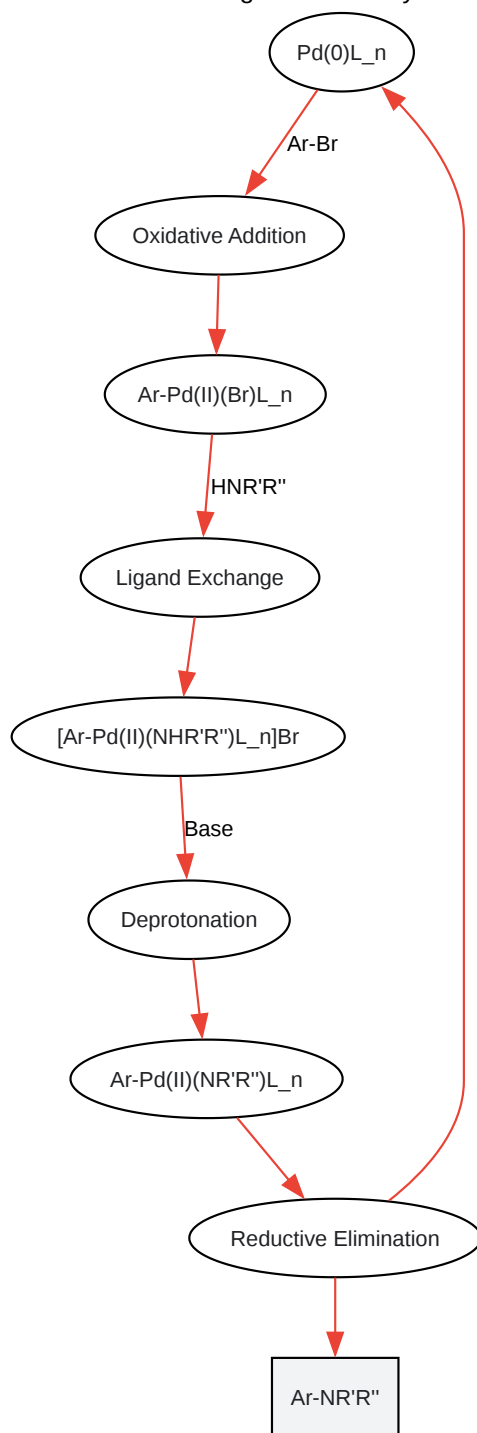 Pd(0)L_n
Ar-Br
Oxidative Addition
Ar-Pd(II)(Br)L_n
HNR'R"
Ligand Exchange
[Ar-Pd(II)(NHR'R")L_n]Br
Base
Deprotonation
Ar-Pd(II)(NR'R")L_n
Reductive Elimination
Ar-NR'R"